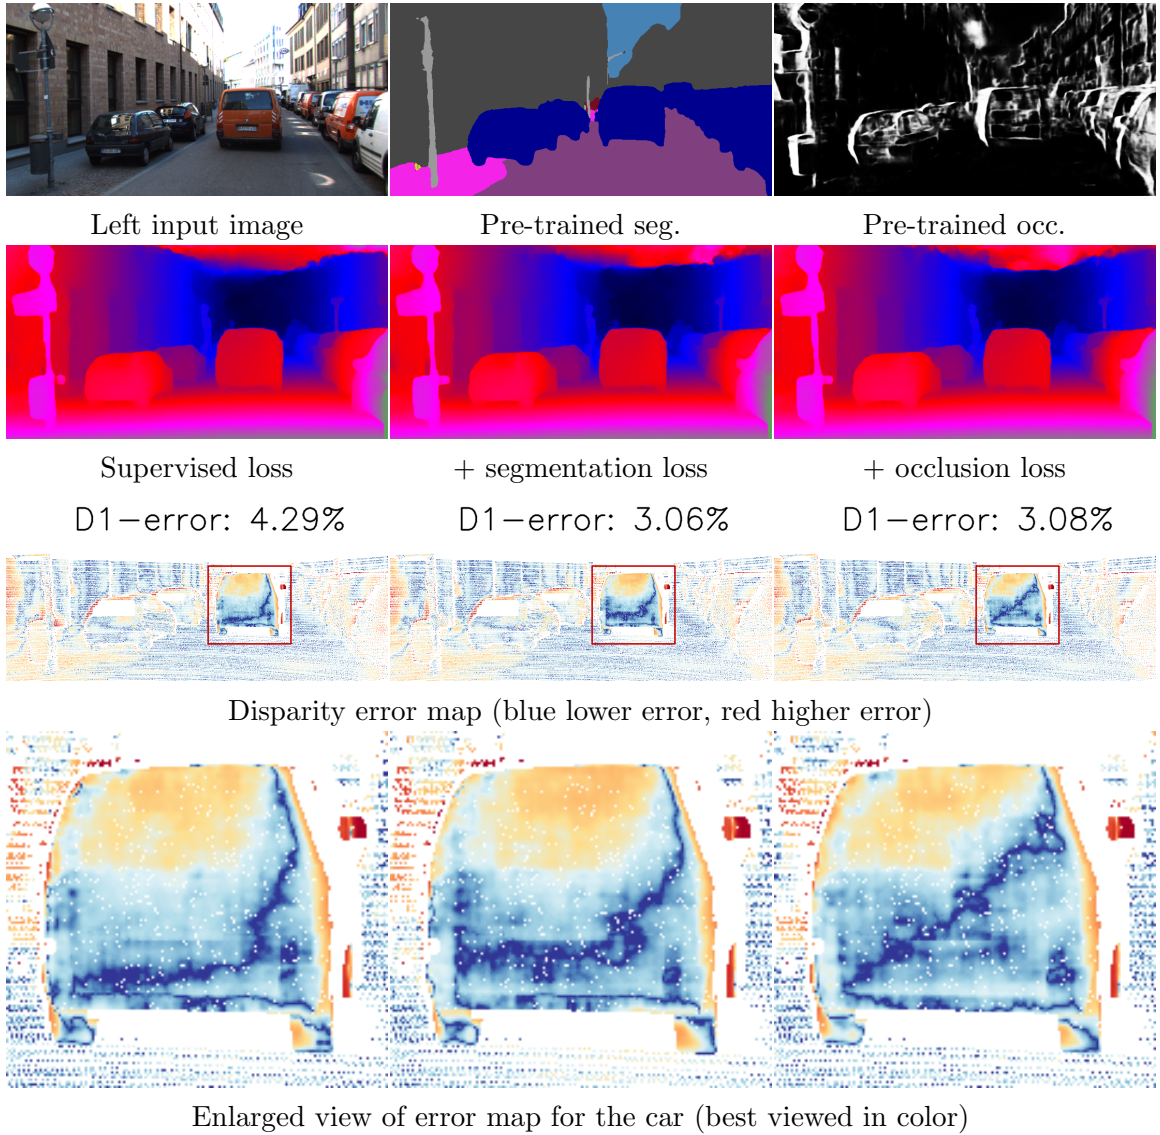 Left input image
Pre-trained seg.
Pre-trained occ.
Supervised loss
+ segmentation loss
+ occlusion loss
D1-error: 4.29%
D1-error: 3.06%
D1-error: 3.08%
Disparity error map (blue lower error, red higher error)
Enlarged view of error map for the car (best viewed in color)